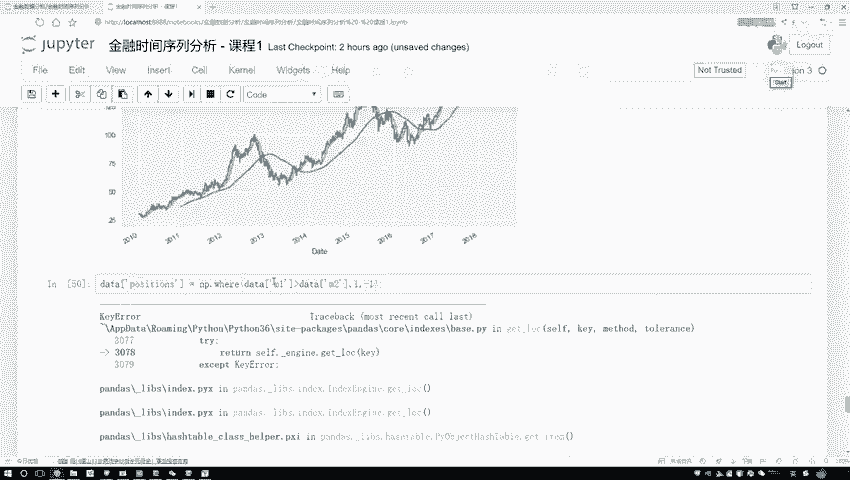 http://localhost:8888/notebooks/
jupyter 金融时间序列分析 - 课程1 Last Checkpoint: 2 hours ago (unsaved changes)
Logout
File Edit View Insert Cell Kernel Widgets Help
Not Trusted
Code
100
75
50
25
2010 2011 2012 2013 2014 2015 2016 2017 2018
Date
In [50]: data['positions'] = np.where(data['m1']>data['m2'],1,-1)
KeyError Traceback (most recent call last)
~\AppData\Roaming\Python\Python36\site-packages\pandas\core\indexes\base.py in get_loc(self, key, method, tolerance)
3077 try:
-> 3078 return self._engine.get_loc(key)
3079 except KeyError:
pandas\_libs\index.pyx in pandas._libs.index.IndexEngine.get_loc()
pandas\_libs\index.pyx in pandas._libs.index.IndexEngine.get_loc()
pandas\_libs\hashtable_class_helper.pxi in pandas._libs.hashtable.PyObjectHashTable.get_item()